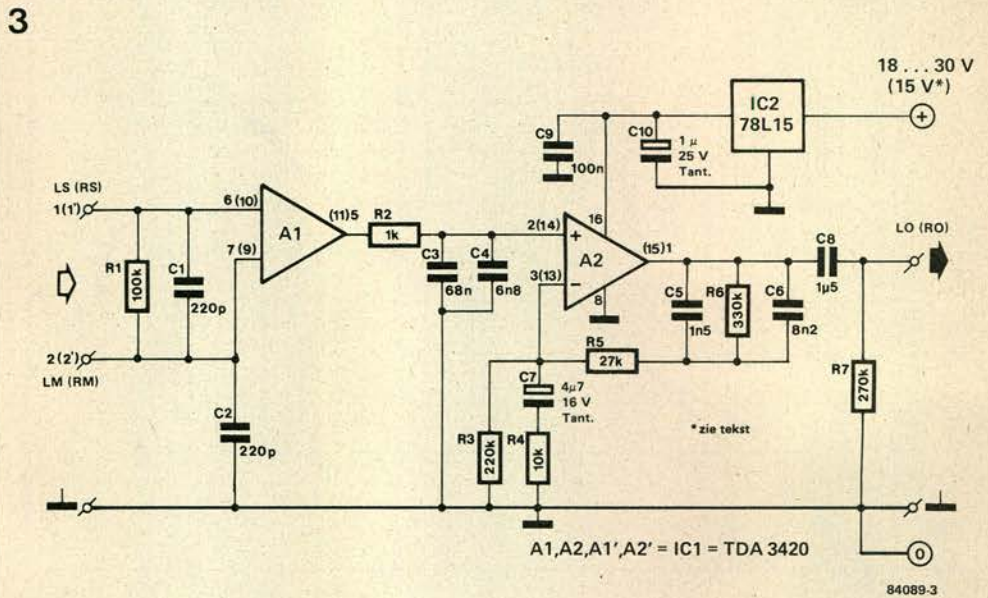 3
18 . . . 30 V
(15 V*)
+
IC2
78L15
C9
100n
C10
1 µ
25 V
Tant.
LS (RS)
1(1')
6 (10)
7 (9)
A1
(11) 5
R2
1k
R1
100k
C1
220p
C3
68n
C4
6n8
2(14)
3(13)
+
−
16
A2
8
(15) 1
C5
1n5
R6
330k
C6
8n2
C8
1µ5
LO (RO)
2(2')
LM (RM)
C2
220p
R5
27k
C7
4µ7
16 V
Tant.
R3
220k
R4
10k
R7
270k
*zie tekst
A1,A2,A1',A2' = IC1 = TDA 3420
0
84089-3